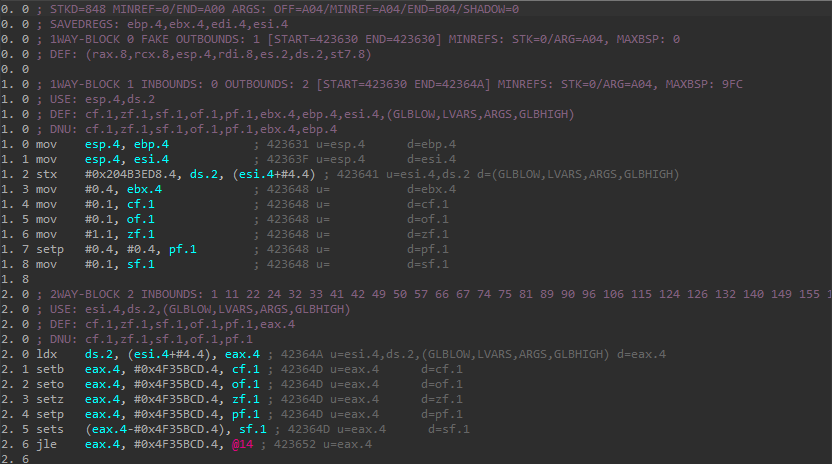 0. 0 ; STKD=848 MINREF=0/END=A00 ARGS: OFF=A04/MINREF=A04/END=B04/SHADOW=0
0. 0 ; SAVEDREGS: ebp.4,ebx.4,edi.4,esi.4
0. 0 ; 1WAY-BLOCK 0 FAKE OUTBOUNDS: 1 [START=423630 END=423630] MINREFS: STK=0/ARG=A04, MAXBSP: 0
0. 0 ; DEF: (rax.8,rcx.8,esp.4,rdi.8,es.2,ds.2,st7.8)
0. 0
1. 0 ; 1WAY-BLOCK 1 INBOUNDS: 0 OUTBOUNDS: 2 [START=423630 END=42364A] MINREFS: STK=0/ARG=A04, MAXBSP: 9FC
1. 0 ; USE: esp.4,ds.2
1. 0 ; DEF: cf.1,zf.1,sf.1,of.1,pf.1,ebx.4,ebp.4,esi.4,(GLBLOW,LVARS,ARGS,GLBHIGH)
1. 0 ; DNU: cf.1,zf.1,sf.1,of.1,pf.1,ebx.4,ebp.4
1. 0 mov esp.4, ebp.4 ; 423631 u=esp.4 d=ebp.4
1. 1 mov esp.4, esi.4 ; 42363F u=esp.4 d=esi.4
1. 2 stx #0x204B3ED8.4, ds.2, (esi.4+#4.4) ; 423641 u=esi.4,ds.2 d=(GLBLOW,LVARS,ARGS,GLBHIGH)
1. 3 mov #0.4, ebx.4 ; 423648 u= d=ebx.4
1. 4 mov #0.1, cf.1 ; 423648 u= d=cf.1
1. 5 mov #0.1, of.1 ; 423648 u= d=of.1
1. 6 mov #1.1, zf.1 ; 423648 u= d=zf.1
1. 7 setp #0.4, #0.4, pf.1 ; 423648 u= d=pf.1
1. 8 mov #0.1, sf.1 ; 423648 u= d=sf.1
1. 8
2. 0 ; 2WAY-BLOCK 2 INBOUNDS: 1 11 22 24 32 33 41 42 49 50 57 66 67 74 75 81 89 90 96 106 115 124 126 132 140 149 155 1
2. 0 ; USE: esi.4,ds.2,(GLBLOW,LVARS,ARGS,GLBHIGH)
2. 0 ; DEF: cf.1,zf.1,sf.1,of.1,pf.1,eax.4
2. 0 ; DNU: cf.1,zf.1,sf.1,of.1,pf.1
2. 0 ldx ds.2, (esi.4+#4.4), eax.4 ; 42364A u=esi.4,ds.2,(GLBLOW,LVARS,ARGS,GLBHIGH) d=eax.4
2. 1 setb eax.4, #0x4F35BCD.4, cf.1 ; 42364D u=eax.4 d=cf.1
2. 2 seto eax.4, #0x4F35BCD.4, of.1 ; 42364D u=eax.4 d=of.1
2. 3 setz eax.4, #0x4F35BCD.4, zf.1 ; 42364D u=eax.4 d=zf.1
2. 4 setp eax.4, #0x4F35BCD.4, pf.1 ; 42364D u=eax.4 d=pf.1
2. 5 sets (eax.4-#0x4F35BCD.4), sf.1 ; 42364D u=eax.4 d=sf.1
2. 6 jle eax.4, #0x4F35BCD.4, @14 ; 423652 u=eax.4
2. 6